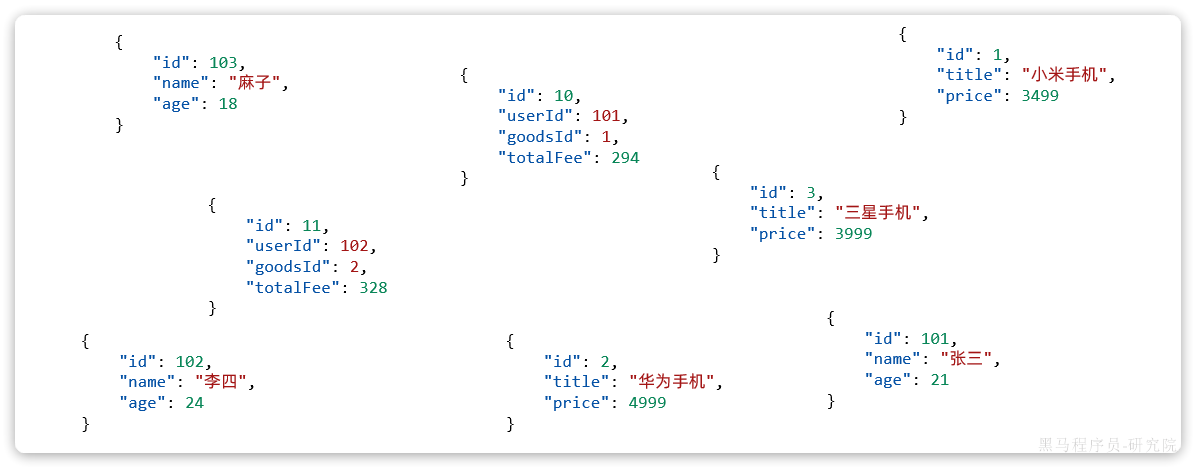 {
"id": 103,
"name": "麻子",
"age": 18
}
{
"id": 10,
"userId": 101,
"goodsId": 1,
"totalFee": 294
}
{
"id": 1,
"title": "小米手机",
"price": 3499
}
{
"id": 3,
"title": "三星手机",
"price": 3999
}
{
"id": 11,
"userId": 102,
"goodsId": 2,
"totalFee": 328
}
{
"id": 102,
"name": "李四",
"age": 24
}
{
"id": 2,
"title": "华为手机",
"price": 4999
}
{
"id": 101,
"name": "张三",
"age": 21
}
黑马程序员-研究院